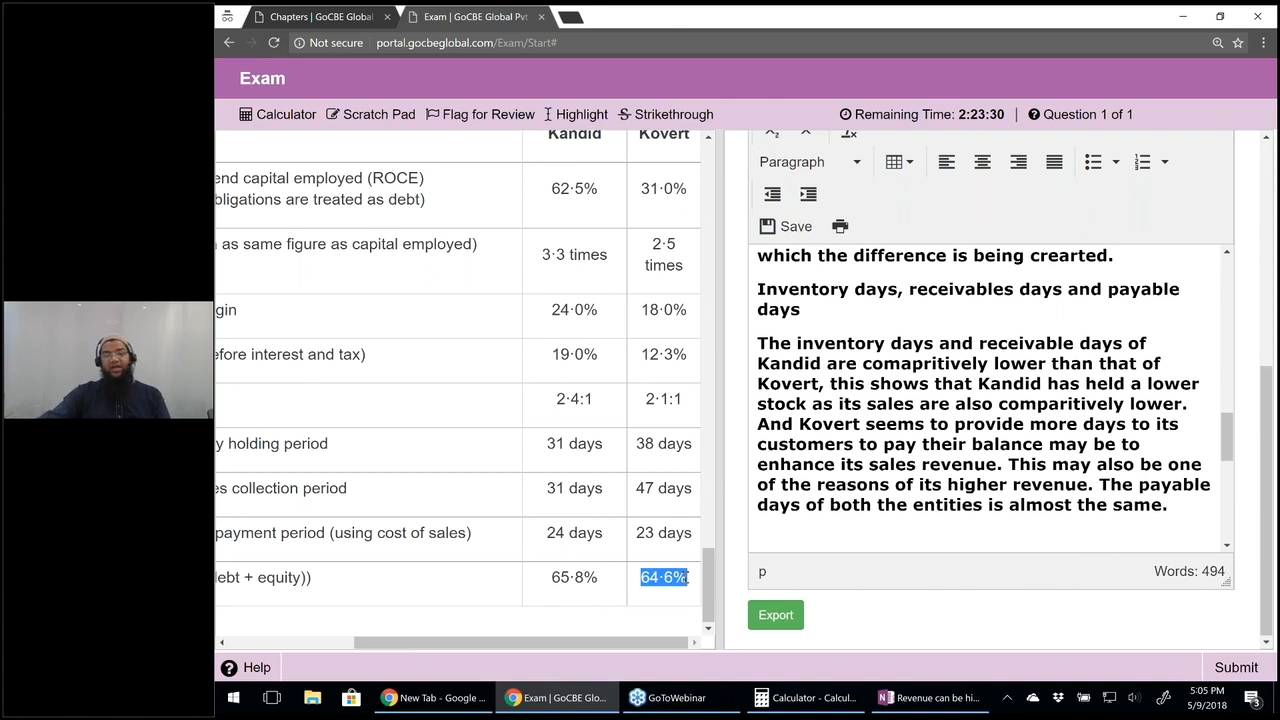 Chapters | GoCBE Global
Exam | GoCBE Global Pvt
Not secure
portal.gocbeglobal.com/Exam/Start#
Exam
Calculator
Scratch Pad
Flag for Review
Highlight
Strikethrough
Remaining Time: 2:23:30
Question 1 of 1
Kandid
Kovert
end capital employed (ROCE)
bligations are treated as debt)
62·5%
31·0%
as same figure as capital employed)
3·3 times
2·5
times
gin
24·0%
18·0%
efore interest and tax)
19·0%
12·3%
2·4:1
2·1:1
y holding period
31 days
38 days
es collection period
31 days
47 days
payment period (using cost of sales)
24 days
23 days
ebt + equity))
65·8%
64·6%
Paragraph
Save
which the difference is being crearted.
Inventory days, receivables days and payable
days
The inventory days and receivable days of
Kandid are comapritively lower than that of
Kovert, this shows that Kandid has held a lower
stock as its sales are also comparitively lower.
And Kovert seems to provide more days to its
customers to pay their balance may be to
enhance its sales revenue. This may also be one
of the reasons of its higher revenue. The payable
days of both the entities is almost the same.
p
Words: 494
Export
Help
Submit
New Tab - Google ...
Exam | GoCBE Glo...
GoToWebinar
Calculator - Calcul...
Revenue can be hi...
5:05 PM
5/9/2018
3